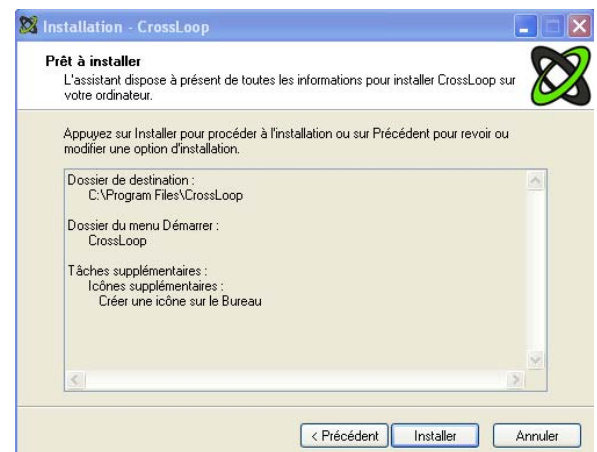 Installation - CrossLoop
Prêt à installer
L'assistant dispose à présent de toutes les informations pour installer CrossLoop sur
votre ordinateur.
Appuyez sur Installer pour procéder à l'installation ou sur Précédent pour revoir ou
modifier une option d'installation.
Dossier de destination :
C:\Program Files\CrossLoop
Dossier du menu Démarrer :
CrossLoop
Tâches supplémentaires :
Icônes supplémentaires :
Créer une icône sur le Bureau
< Précédent Installer Annuler